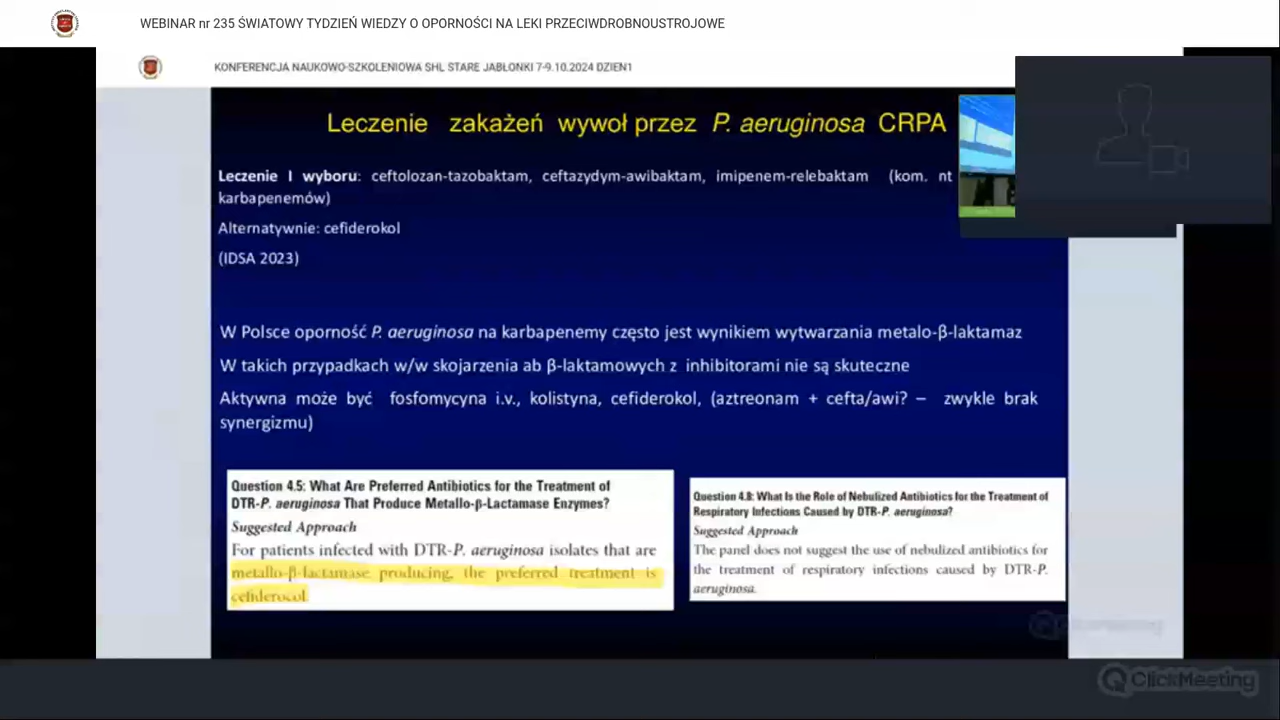 WEBINAR nr 235 ŚWIATOWY TYDZIEŃ WIEDZY O OPORNOŚCI NA LEKI PRZECIWDROBNOUSTROJOWE
KONFERENCJA NAUKOWO-SZKOLENIOWA SHL STARE JABŁONKI 7-9.10.2024 DZIEN1
Leczenie zakażeń wywoł przez P. aeruginosa CRPA
Leczenie I wyboru: ceftolozan-tazobaktam, ceftazydym-awibaktam, imipenem-relebaktam (kom. nt
karbapenemów)
Alternatywnie: cefiderokol
(IDSA 2023)
W Polsce oporność P. aeruginosa na karbapenemy często jest wynikiem wytwarzania metalo-β-laktamaz
W takich przypadkach w/w skojarzenia ab β-laktamowych z inhibitorami nie są skuteczne
Aktywna może być fosfomycyna i.v., kolistyna, cefiderokol, (aztreonam + cefta/awi? – zwykle brak
synergizmu)
Question 4.5: What Are Preferred Antibiotics for the Treatment of
DTR-P. aeruginosa That Produce Metallo-β-Lactamase Enzymes?
Suggested Approach
For patients infected with DTR-P. aeruginosa isolates that are
metallo-β-lactamase producing, the preferred treatment is
cefiderocol.
Question 4.8: What Is the Role of Nebulized Antibiotics for the Treatment of
Respiratory Infections Caused by DTR-P. aeruginosa?
Suggested Approach
The panel does not suggest the use of nebulized antibiotics for
the treatment of respiratory infections caused by DTR-P.
aeruginosa.
ClickMeeting